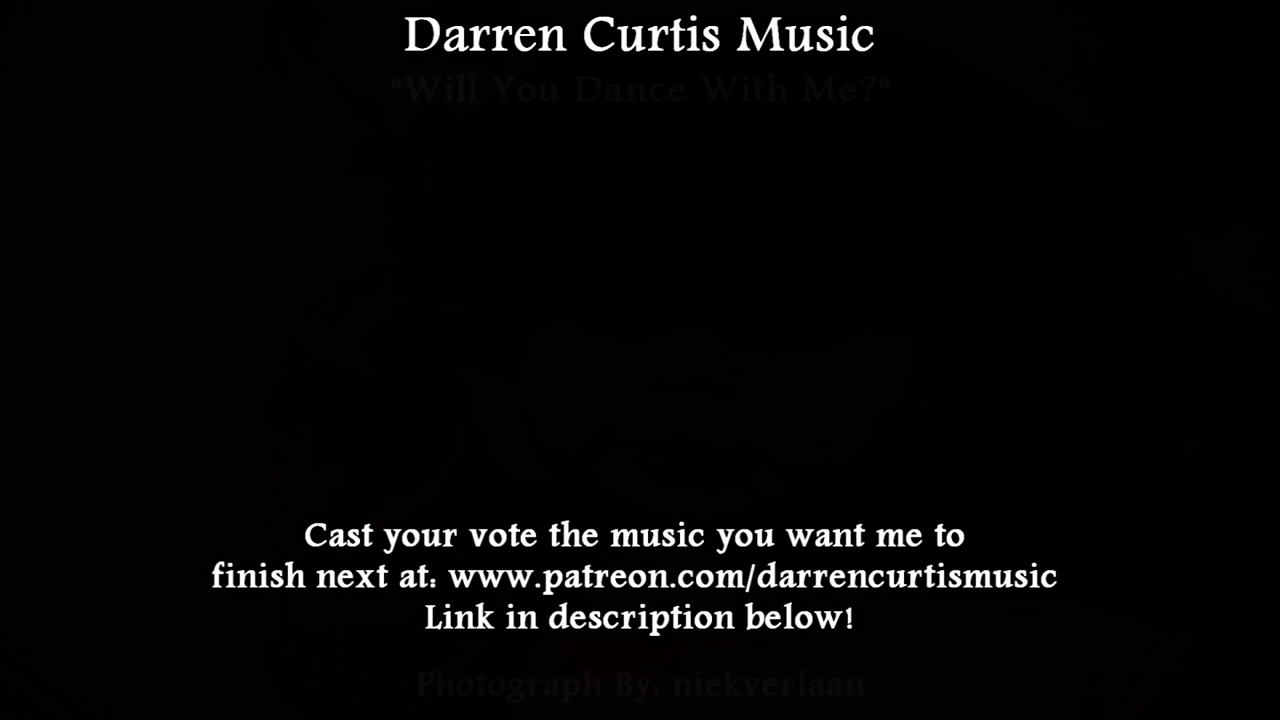 Darren Curtis Music
"Will You Dance With Me?"
Cast your vote the music you want me to
finish next at: www.patreon.com/darrencurtismusic
Link in description below!
Photograph By: niekverlaan